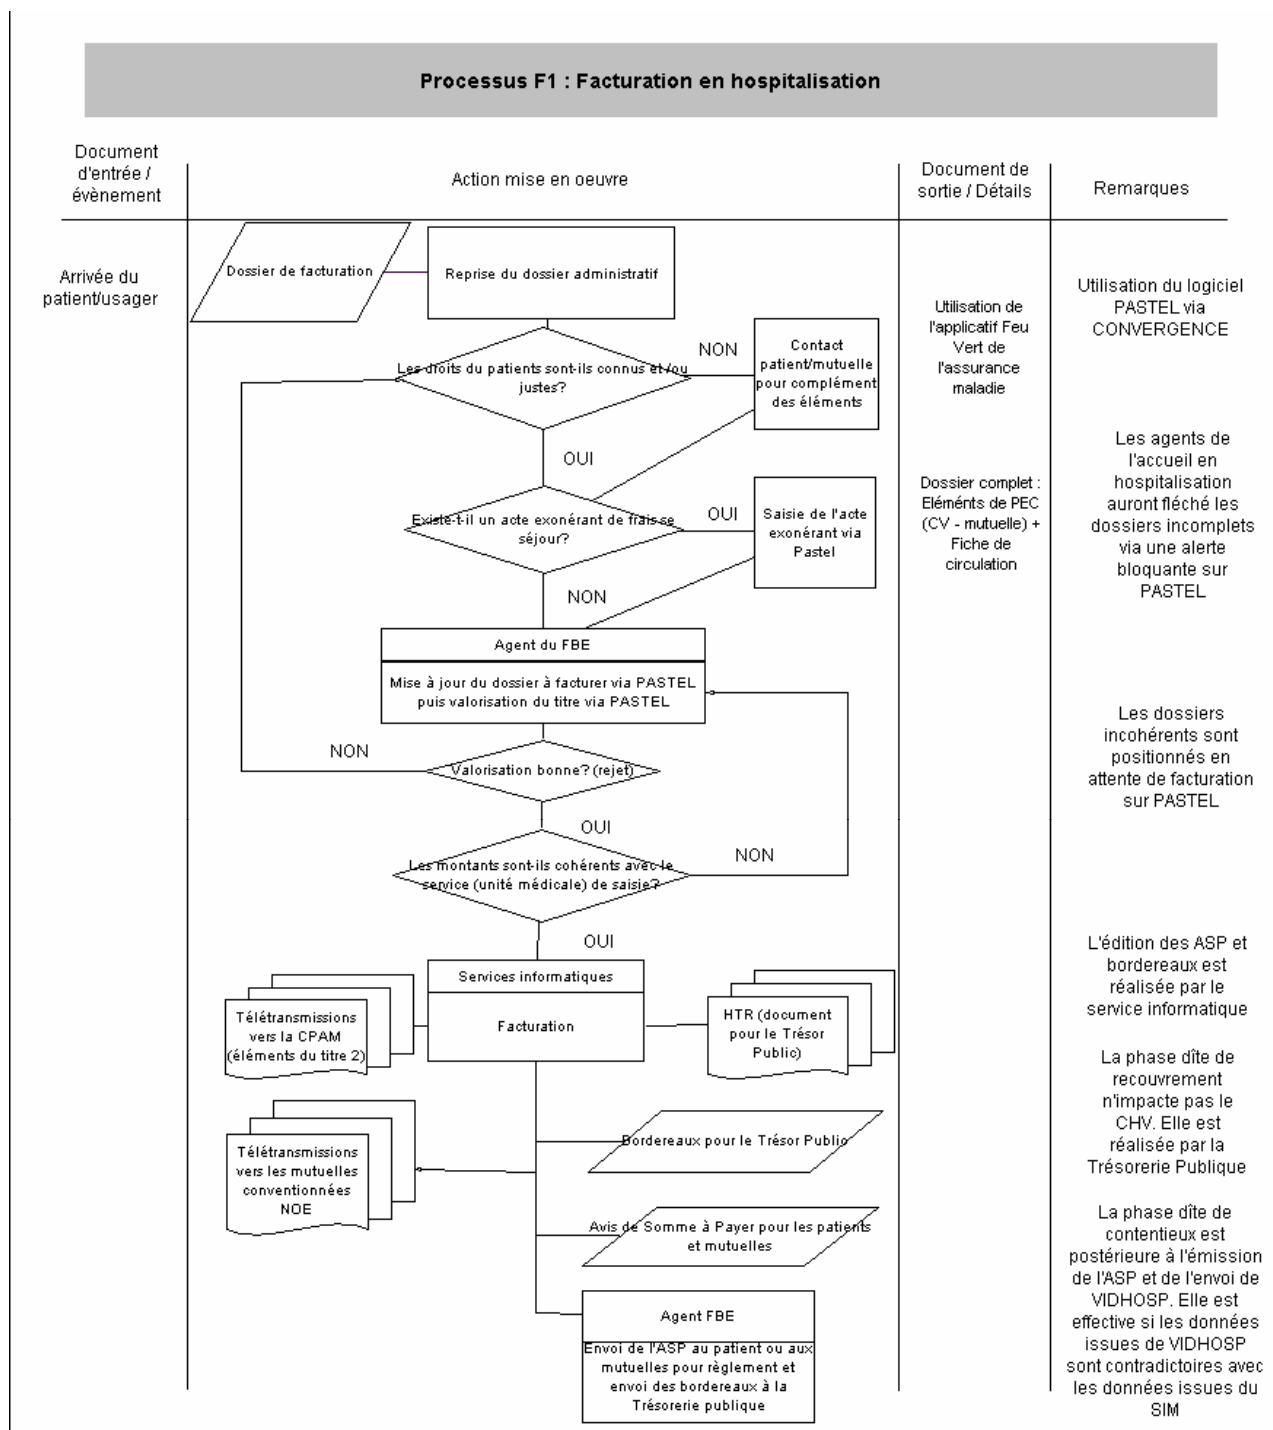 Processus F1 : Facturation en hospitalisation
Document
d'entrée /
évènement
Action mise en oeuvre
Document de
sortie / Détails
Remarques
Arrivée du
patient/usager
Dossier de facturation
Reprise du dossier administratif
Les droits du patients sont-ils connus et /ou
justes?
NON
Contact
patient/mutuelle
pour complément
des éléments
OUI
Existe-t-il un acte exonérant de frais se
séjour?
OUI
Saisie de l'acte
exonérant via
Pastel
NON
Agent du FBE
Mise à jour du dossier à facturer via PASTEL
puis valorisation du titre via PASTEL
NON
Valorisation bonne? (rejet)
OUI
Les montants sont-ils cohérents avec le
service (unité médicale) de saisie?
NON
OUI
Services informatiques
Facturation
Télétransmissions
vers la CPAM
(éléments du titre 2)
HTR (document
pour le Trésor
Public)
Bordereaux pour le Trésor Public
Télétransmissions
vers les mutuelles
conventionnées
NOE
Avis de Somme à Payer pour les patients
et mutuelles
Agent FBE
Envoi de l'ASP au patient ou aux
mutuelles pour règlement et
envoi des bordereaux à la
Trésorerie publique
Utilisation de
l'applicatif Feu
Vert de
l'assurance
maladie
Dossier complet :
Eléménts de PEC
(CV - mutuelle) +
Fiche de
circulation
Utilisation du logiciel
PASTEL via
CONVERGENCE
Les agents de
l'accueil en
hospitalisation
auront fléché les
dossiers incomplets
via une alerte
bloquante sur
PASTEL
Les dossiers
incohérents sont
positionnés en
attente de facturation
sur PASTEL
L'édition des ASP et
bordereaux est
réalisée par le
service informatique
La phase dîte de
recouvrement
n'impacte pas le
CHV. Elle est
réalisée par la
Trésorerie Publique
La phase dîte de
contentieux est
postérieure à l'émission
de l'ASP et de l'envoi de
VIDHOSP. Elle est
effective si les données
issues de VIDHOSP
sont contradictoires avec
les données issues du
SIM